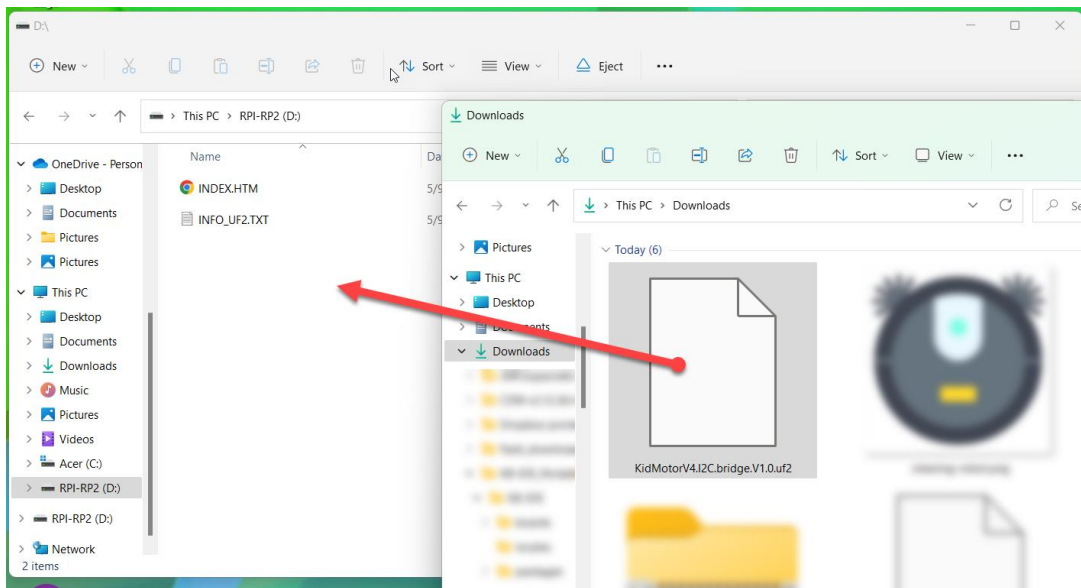 D:\
New
Sort
View
Eject
This PC > RPI-RP2 (D:)
OneDrive - Person
Desktop
Documents
Pictures
Pictures
This PC
Desktop
Documents
Downloads
Music
Pictures
Videos
Acer (C:)
RPI-RP2 (D:)
RPI-RP2 (D:)
Network
2 items
Name
Da
INDEX.HTM
5/9
INFO_UF2.TXT
5/9
Downloads
New
Sort
View
This PC > Downloads
Se
Pictures
This PC
Desktop
Documents
Downloads
Today (6)
KidMotorV4.I2C.bridge.V1.0.uf2